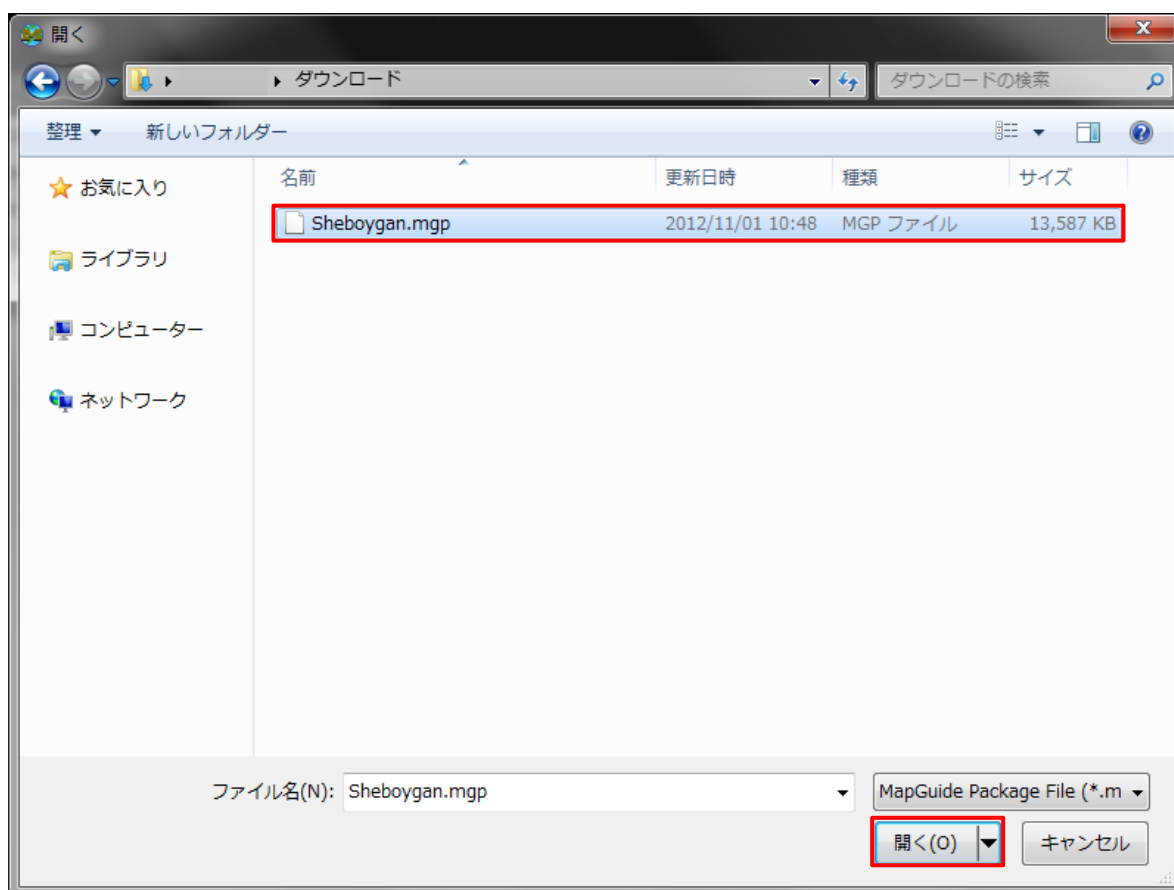 開く
ダウンロード
ダウンロードの検索
整理
新しいフォルダー
お気に入り
ライブラリ
コンピューター
ネットワーク
名前 更新日時 種類 サイズ
Sheboygan.mgp 2012/11/01 10:48 MGP ファイル 13,587 KB
ファイル名(N): Sheboygan.mgp
MapGuide Package File (*.m
開く(O)
キャンセル